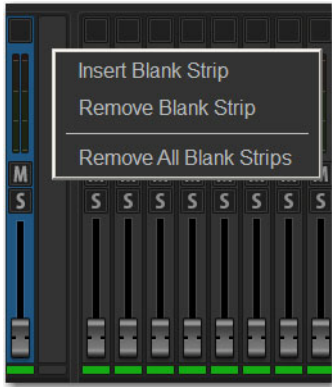 Insert Blank Strip
Remove Blank Strip
Remove All Blank Strips
M
S S S S S S S S